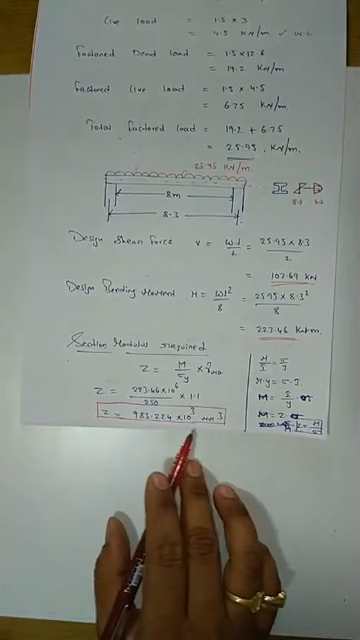 Live load = 1.5 x 3
= 4.5 KN/m ✓ W.L
Factored Dead load = 1.5 x 12.8
= 19.2 KN/m
Factored live load = 1.5 x 4.5
= 6.75 KN/m
Total factored load = 19.2 + 6.75
= 25.95 KN/m.
25.95 KN/m.
8m
8.3
Design Shear force V = wl/2 = 25.95 x 8.3/2
= 107.69 KN
Design Bending Moment M = wl²/8 = 25.95 x 8.3²/8
= 223.46 KN.m
Section Modulus required
Z = M/σy x γmo
Z = 223.46 x 10⁶/250 x 1.1
Z = 983.224 x 10³ mm3
M/I = σ/y
M.y = σ.I
M = I/y . σ
M = Z σ
Z = M/σ